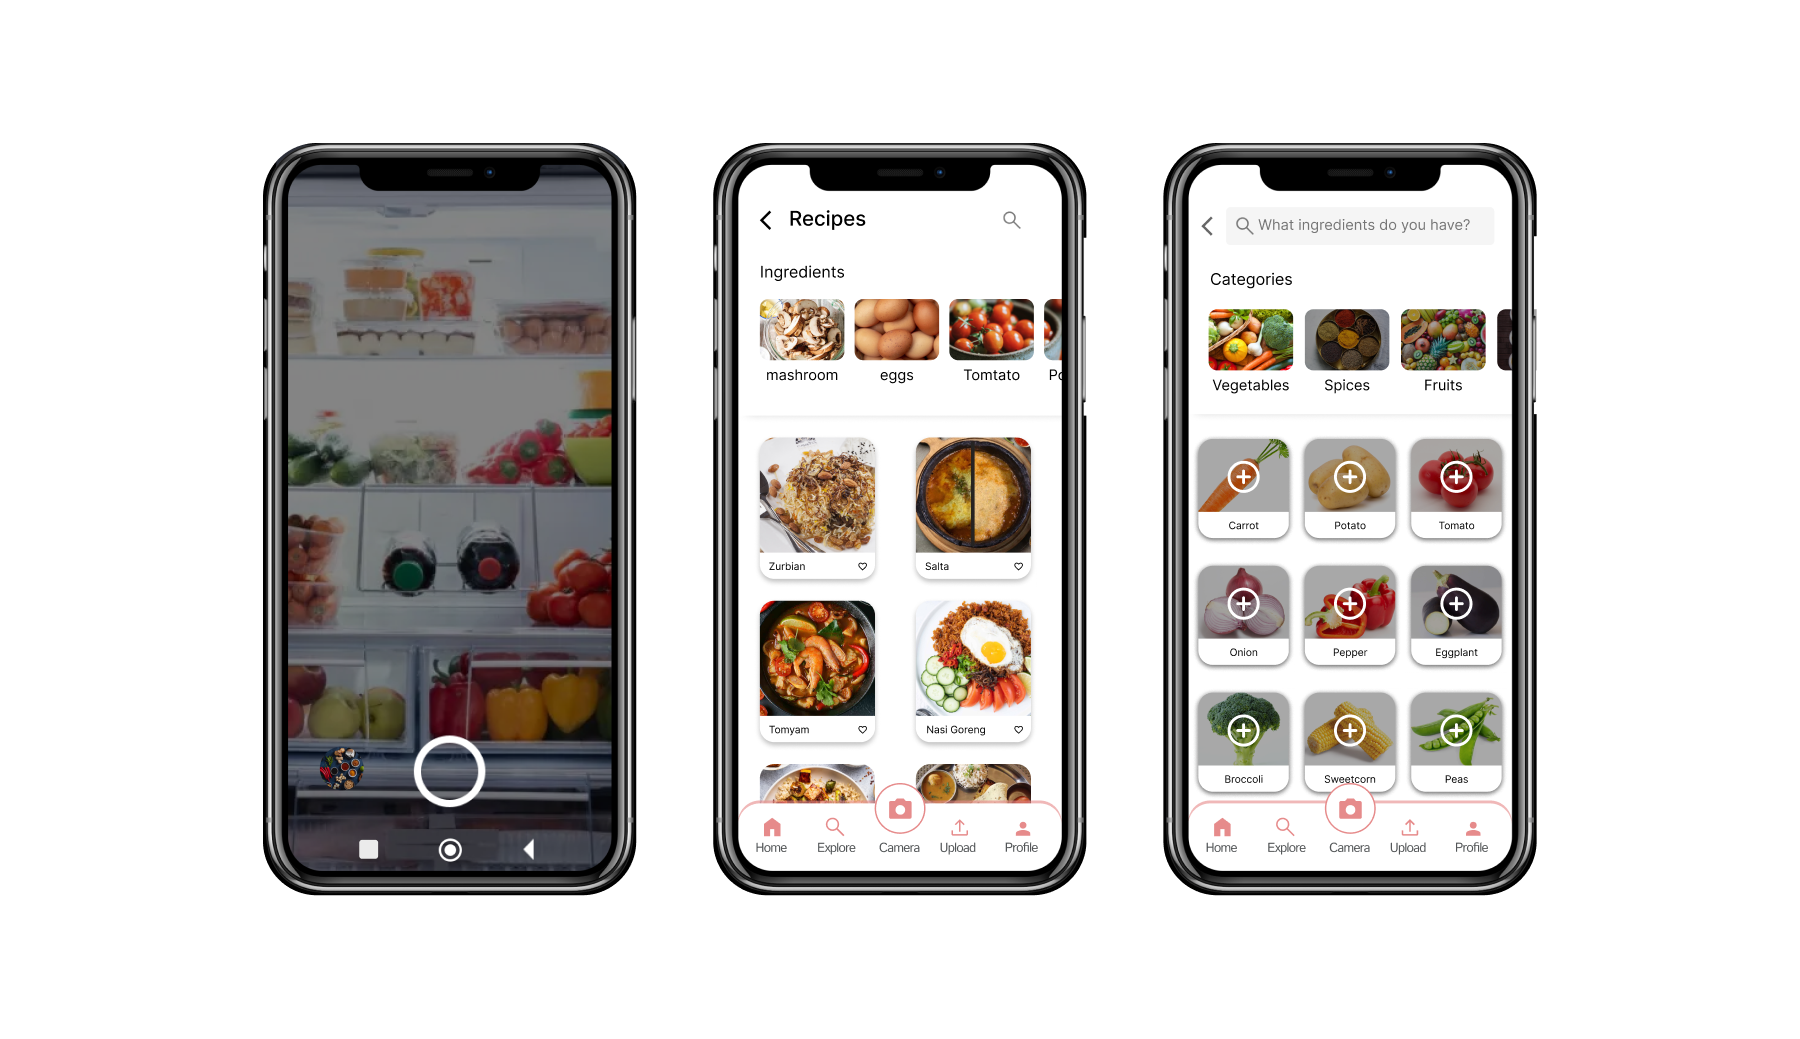 Recipes
Ingredients
mashroom eggs Tomtato Po
Zurbian Salta
Tomyam Nasi Goreng
Home Explore Camera Upload Profile
What ingredients do you have?
Categories
Vegetables Spices Fruits
Carrot Potato Tomato
Onion Pepper Eggplant
Broccoli Sweetcorn Peas
Home Explore Camera Upload Profile